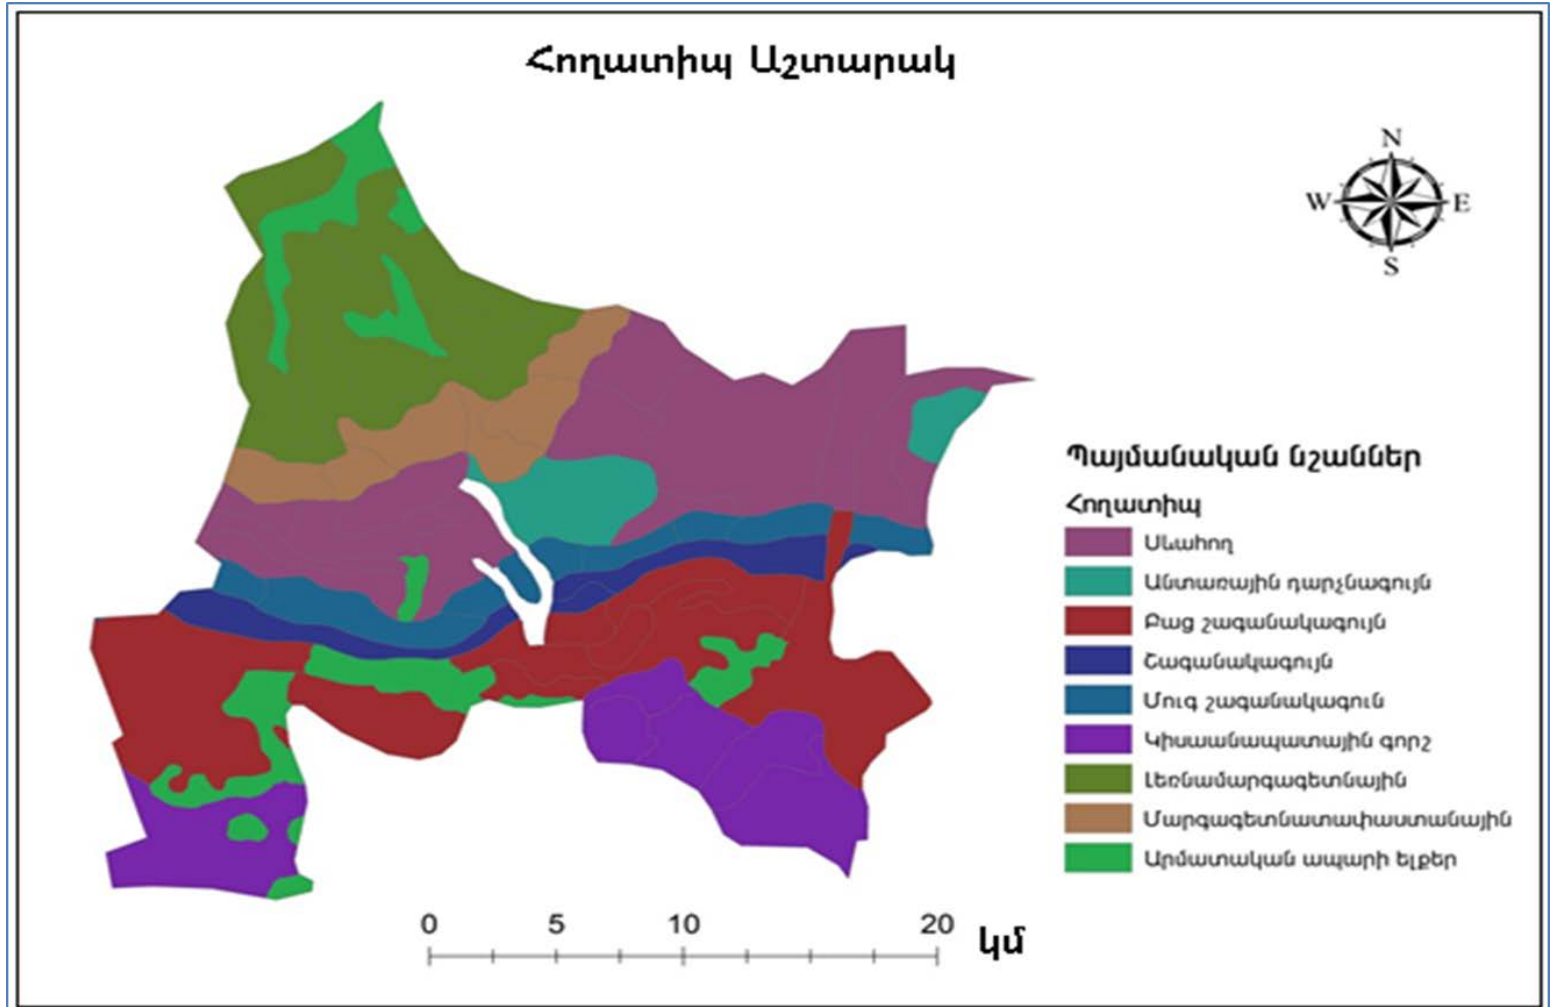 Հողատիպ Աշտարակ
N
W E
S
Պայմանական նշաններ
Հողատիպ
Սևահող
Անտառային դարչնագույն
Բաց շագանակագույն
Շագանակագույն
Մուգ շագանակագուն
Կիսաանապատային գորշ
Լեռնամարգագետնային
Մարգագետնատափաստանային
Արմատական ապարի ելքեր
0 5 10 20 կմ